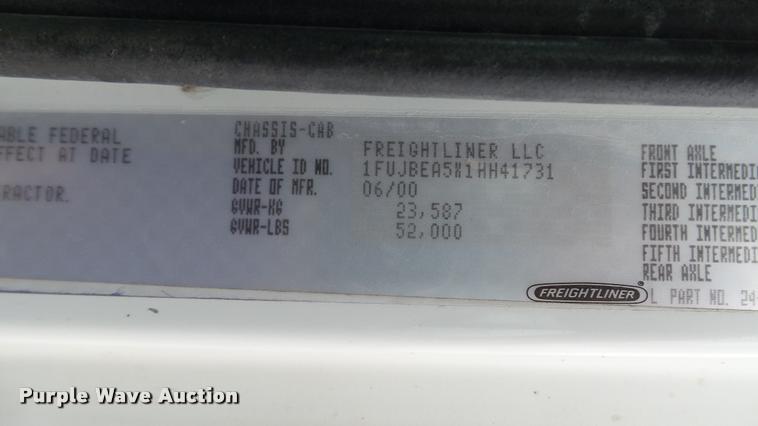 ABLE FEDERAL
FFECT AT DATE
RACTOR.
CHASSIS-CAB
MFD. BY FREIGHTLINER LLC
VEHICLE ID NO. 1FUJBEA5X1HH41731
DATE OF MFR. 06/00
GVWR-KG 23,587
GVWR-LBS 52,000
FRONT AXLE
FIRST INTERMEDI
SECOND INTERMED
THIRD INTERMEDI
FOURTH INTERMED
FIFTH INTERMEDI
REAR AXLE
FREIGHTLINER ® L PART NO. 24-
Purple Wave Auction